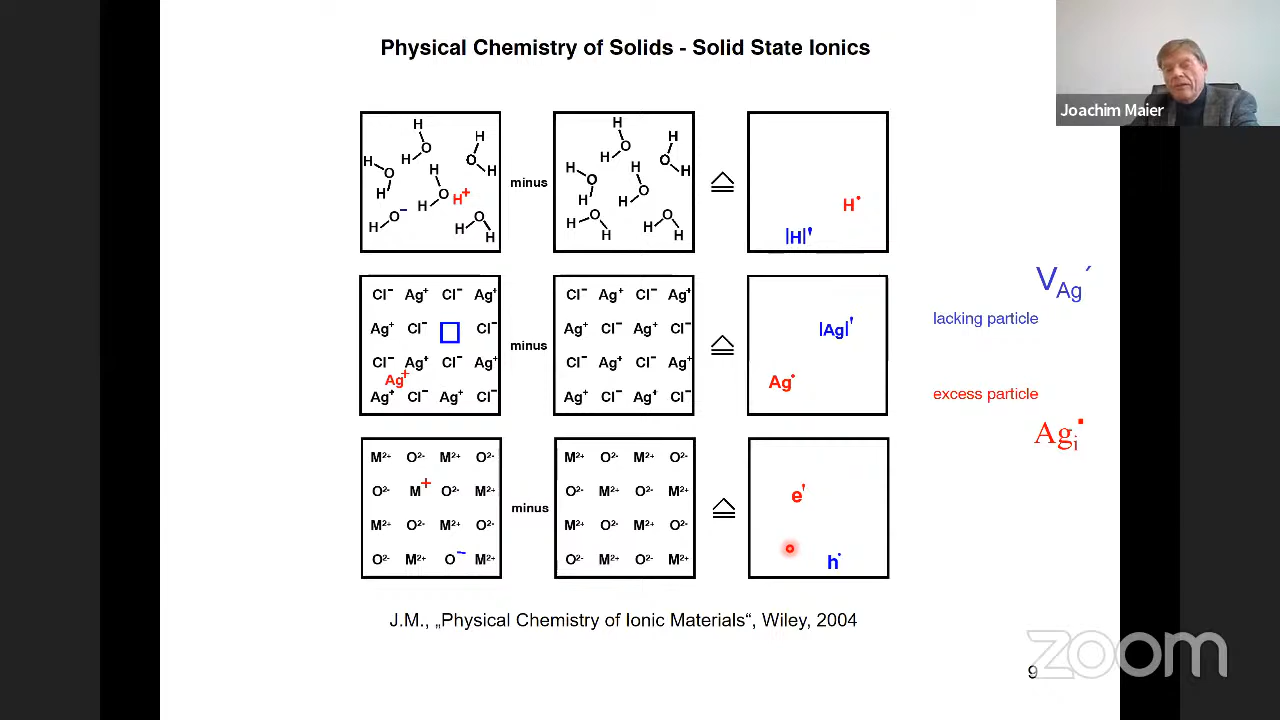 Physical Chemistry of Solids - Solid State Ionics
Joachim Maier
H H H
H O H O O
H O H H
H H O H⁺
H O⁻ O
H H
minus
H H
H O H O O
H O H H
H H O
O O
H H H H
≙
H•
|H|′
Cl⁻ Ag⁺ Cl⁻ Ag⁺
Ag⁺ Cl⁻ Cl⁻
Cl⁻ Ag⁺ Cl⁻ Ag⁺
Ag⁺
Ag⁺ Cl⁻ Ag⁺ Cl⁻
minus
Cl⁻ Ag⁺ Cl⁻ Ag⁺
Ag⁺ Cl⁻ Ag⁺ Cl⁻
Cl⁻ Ag⁺ Cl⁻ Ag⁺
Ag⁺ Cl⁻ Ag⁺ Cl⁻
≙
|Ag|′
Ag•
V_Ag′
lacking particle
excess particle
Ag_i•
M²⁺ O²⁻ M²⁺ O²⁻
O²⁻ M⁺ O²⁻ M²⁺
M²⁺ O²⁻ M²⁺ O²⁻
O²⁻ M²⁺ O⁻ M²⁺
minus
M²⁺ O²⁻ M²⁺ O²⁻
O²⁻ M²⁺ O²⁻ M²⁺
M²⁺ O²⁻ M²⁺ O²⁻
O²⁻ M²⁺ O²⁻ M²⁺
≙
e′
h•
J.M., „Physical Chemistry of Ionic Materials“, Wiley, 2004
zoom
9